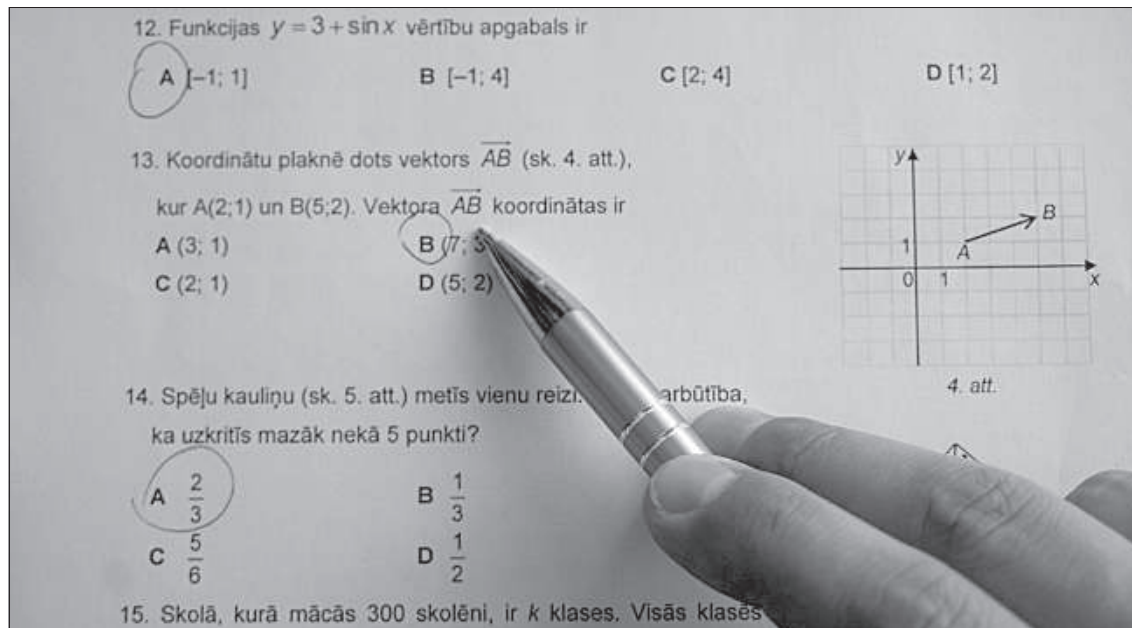 12. Funkcijas y = 3 + sin x vērtību apgabals ir
A [−1; 1] B [−1; 4] C [2; 4] D [1; 2]
13. Koordinātu plaknē dots vektors AB (sk. 4. att.),
kur A(2;1) un B(5;2). Vektora AB koordinātas ir
A (3; 1) B (7; 3
C (2; 1) D (5; 2)
y
B
1 A
0 1 x
4. att.
14. Spēļu kauliņu (sk. 5. att.) metīs vienu reizi. arbūtība,
ka uzkritīs mazāk nekā 5 punkti?
A 2/3 B 1/3
C 5/6 D 1/2
15. Skolā, kurā mācās 300 skolēni, ir k klases. Visās klasēs